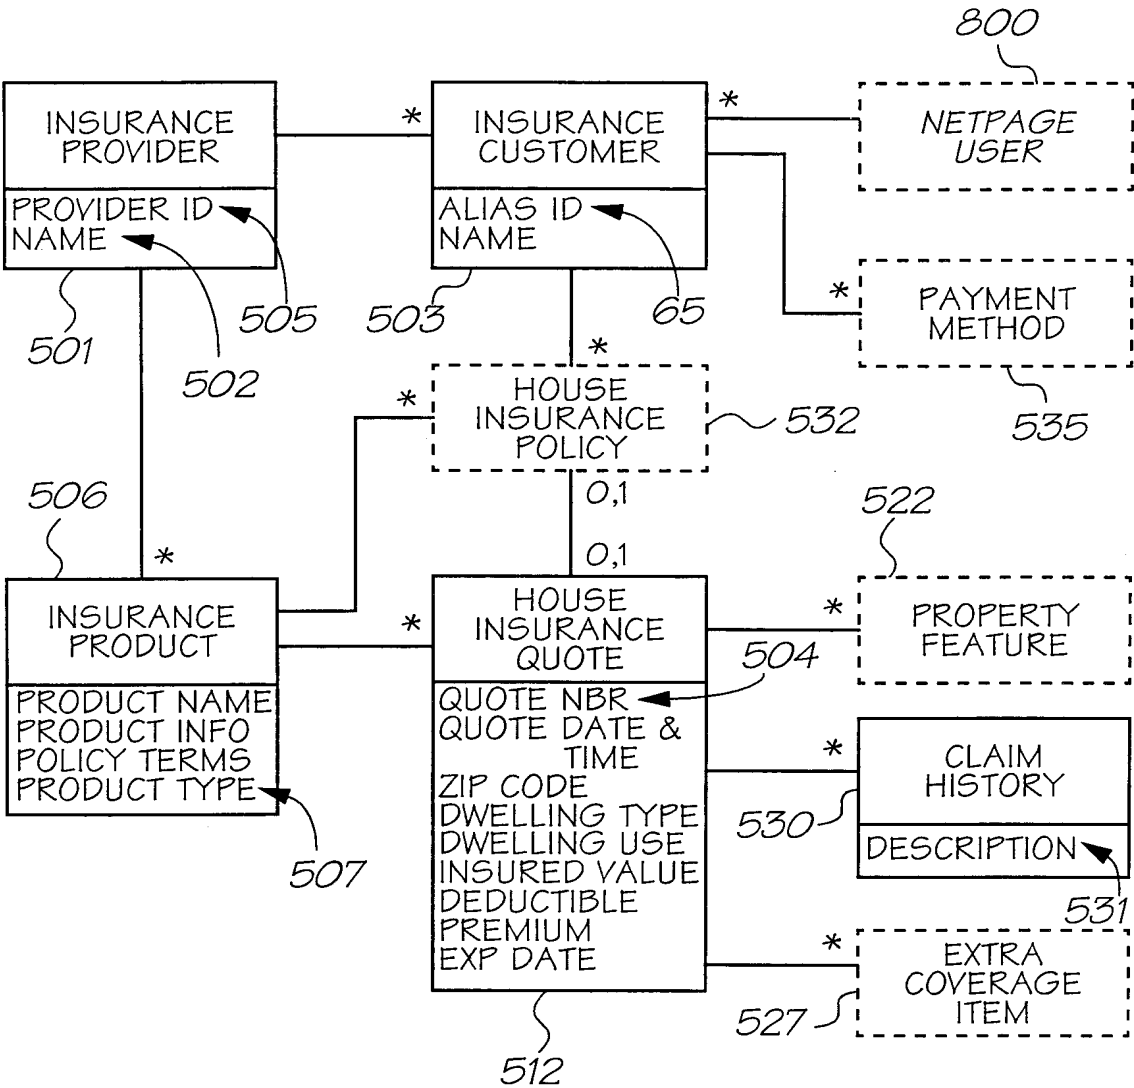 800
INSURANCE
PROVIDER
*
INSURANCE
CUSTOMER
*
NETPAGE
USER
PROVIDER ID
NAME
ALIAS ID
NAME
501
502
505
503
65
*
PAYMENT
METHOD
535
*
*
HOUSE
INSURANCE
POLICY
532
506
0,1
522
*
0,1
INSURANCE
PRODUCT
*
HOUSE
INSURANCE
QUOTE
*
PROPERTY
FEATURE
504
PRODUCT NAME
PRODUCT INFO
POLICY TERMS
PRODUCT TYPE
507
QUOTE NBR
QUOTE DATE &
TIME
ZIP CODE
DWELLING TYPE
DWELLING USE
INSURED VALUE
DEDUCTIBLE
PREMIUM
EXP DATE
*
CLAIM
HISTORY
530
DESCRIPTION
531
*
EXTRA
COVERAGE
ITEM
527
512